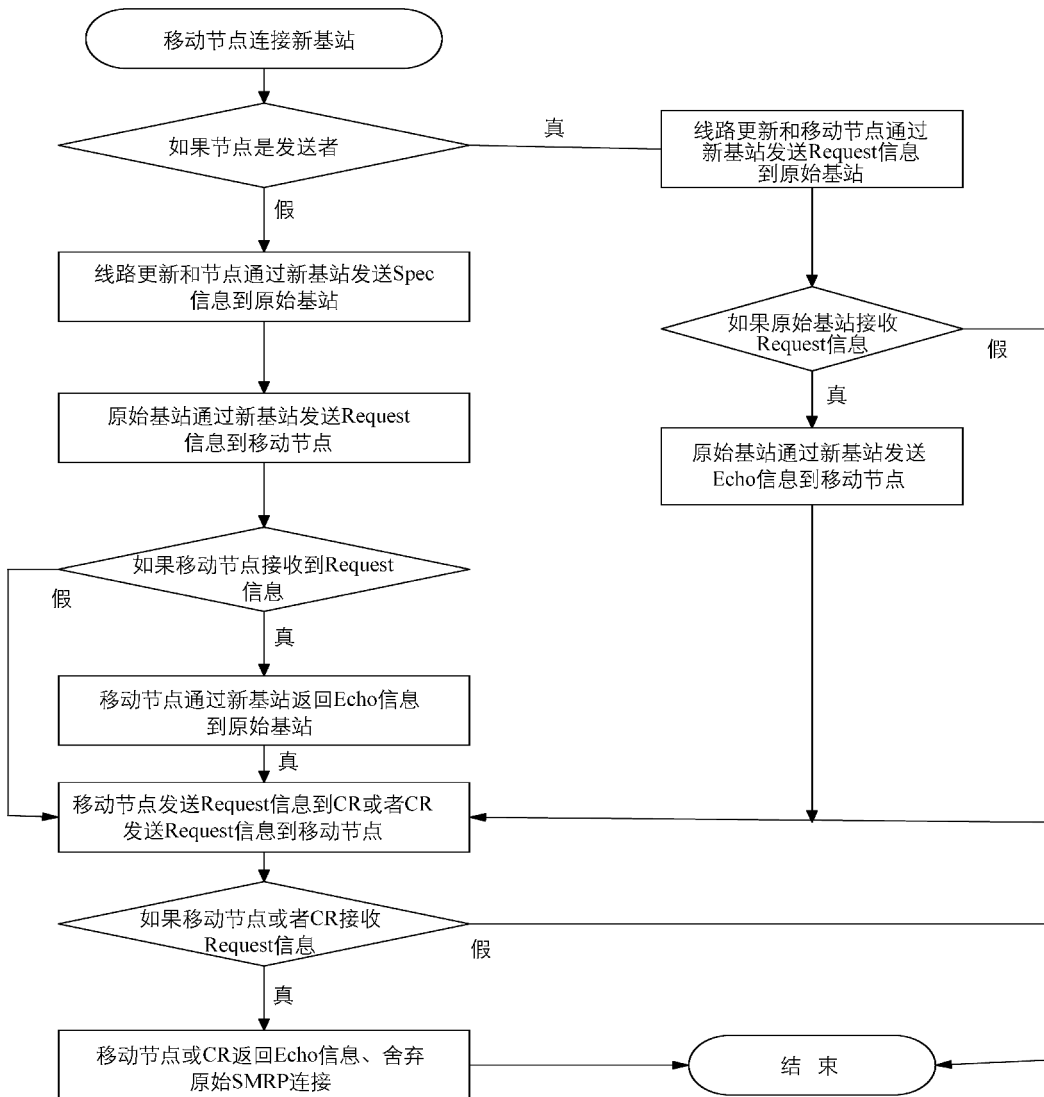 移动节点连接新基站
如果节点是发送者
真
假
线路更新和移动节点通过
新基站发送Request信息
到原始基站
线路更新和节点通过新基站发送Spec
信息到原始基站
如果原始基站接收
Request信息
假
真
原始基站通过新基站发送Request
信息到移动节点
原始基站通过新基站发送
Echo信息到移动节点
如果移动节点接收到Request
信息
假
真
移动节点通过新基站返回Echo信息
到原始基站
真
移动节点发送Request信息到CR或者CR
发送Request信息到移动节点
如果移动节点或者CR接收
Request信息
假
真
移动节点或CR返回Echo信息、舍弃
原始SMRP连接
结 束